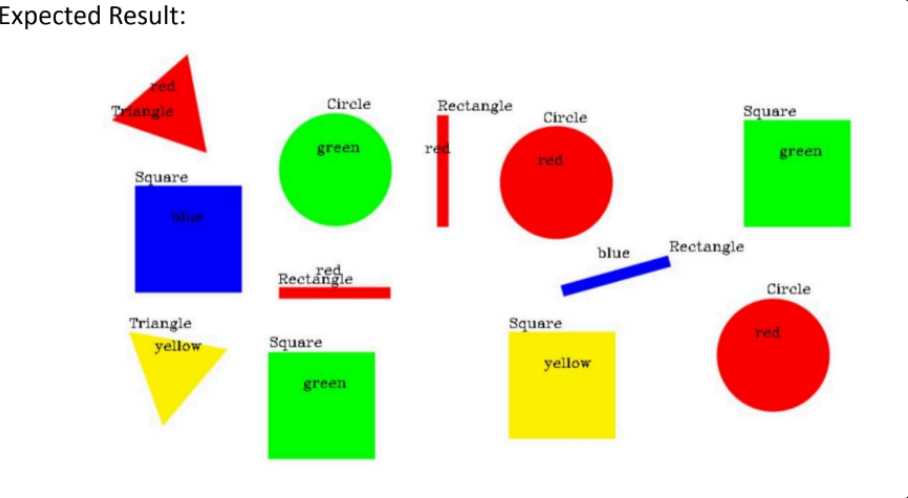 Expected Result:
red
Triangle
Circle
green
Rectangle
red
Circle
red
Square
green
Square
blue
red
Rectangle
blue
Rectangle
Circle
red
Triangle
yellow
Square
green
Square
yellow